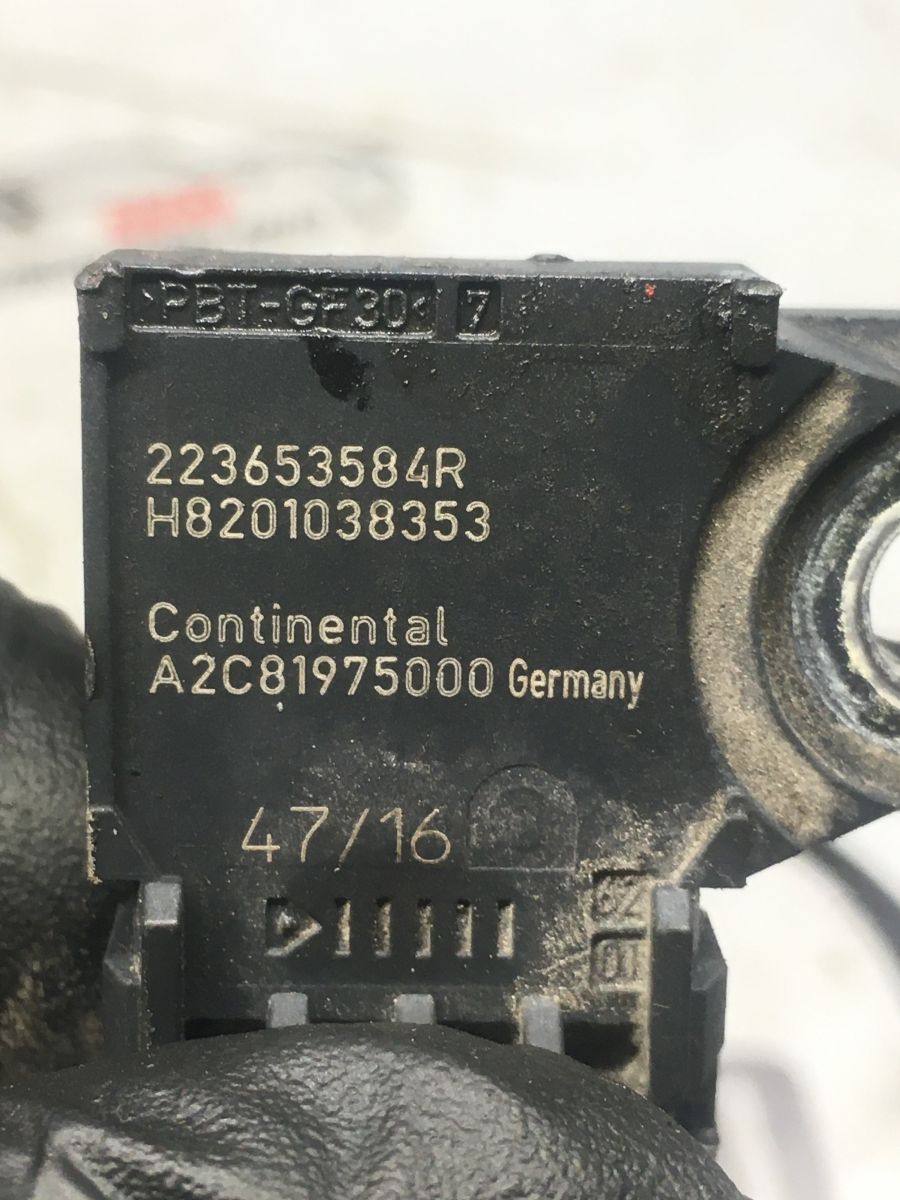 >PBT-GF30< 7
223653584R
H8201038353
Continental
A2C81975000 Germany
47/16